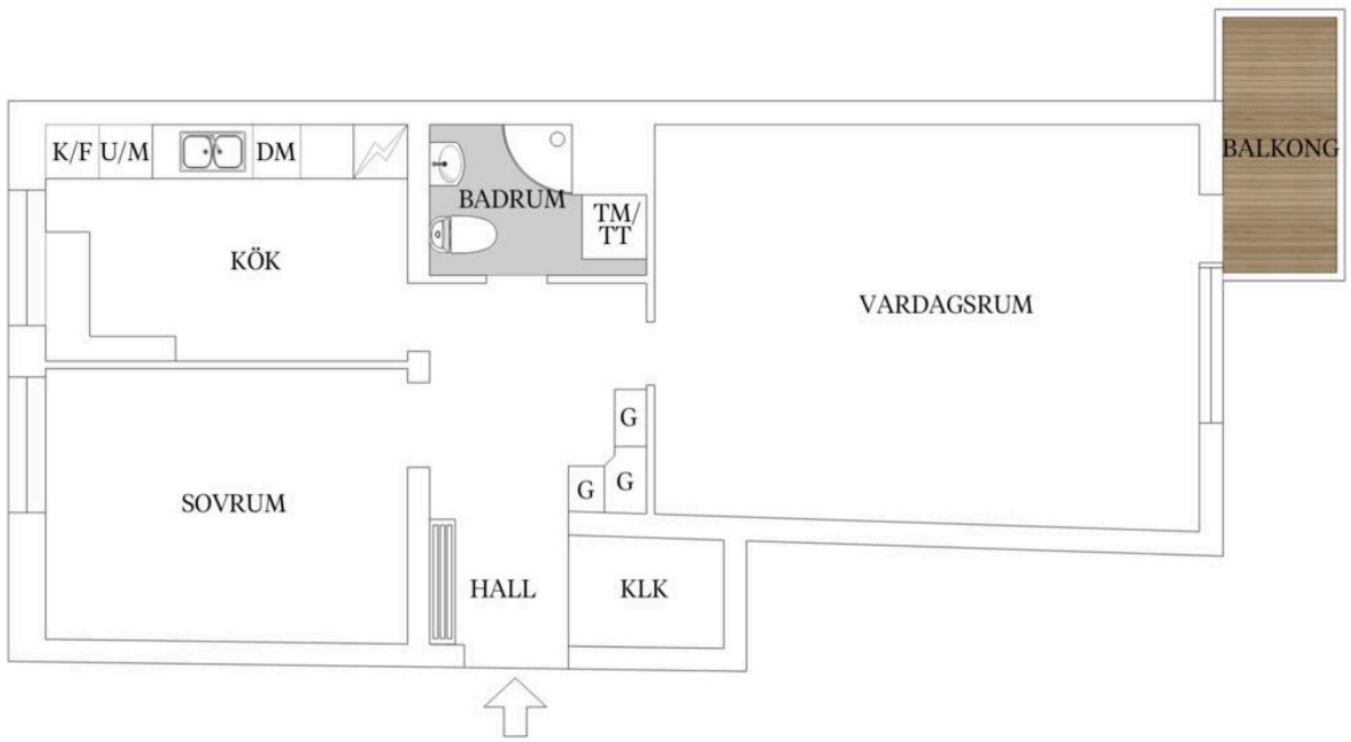 K/F U/M DM
BADRUM
TM/
TT
BALKONG
KÖK
VARDAGSRUM
G
G
G
SOVRUM
HALL
KLK